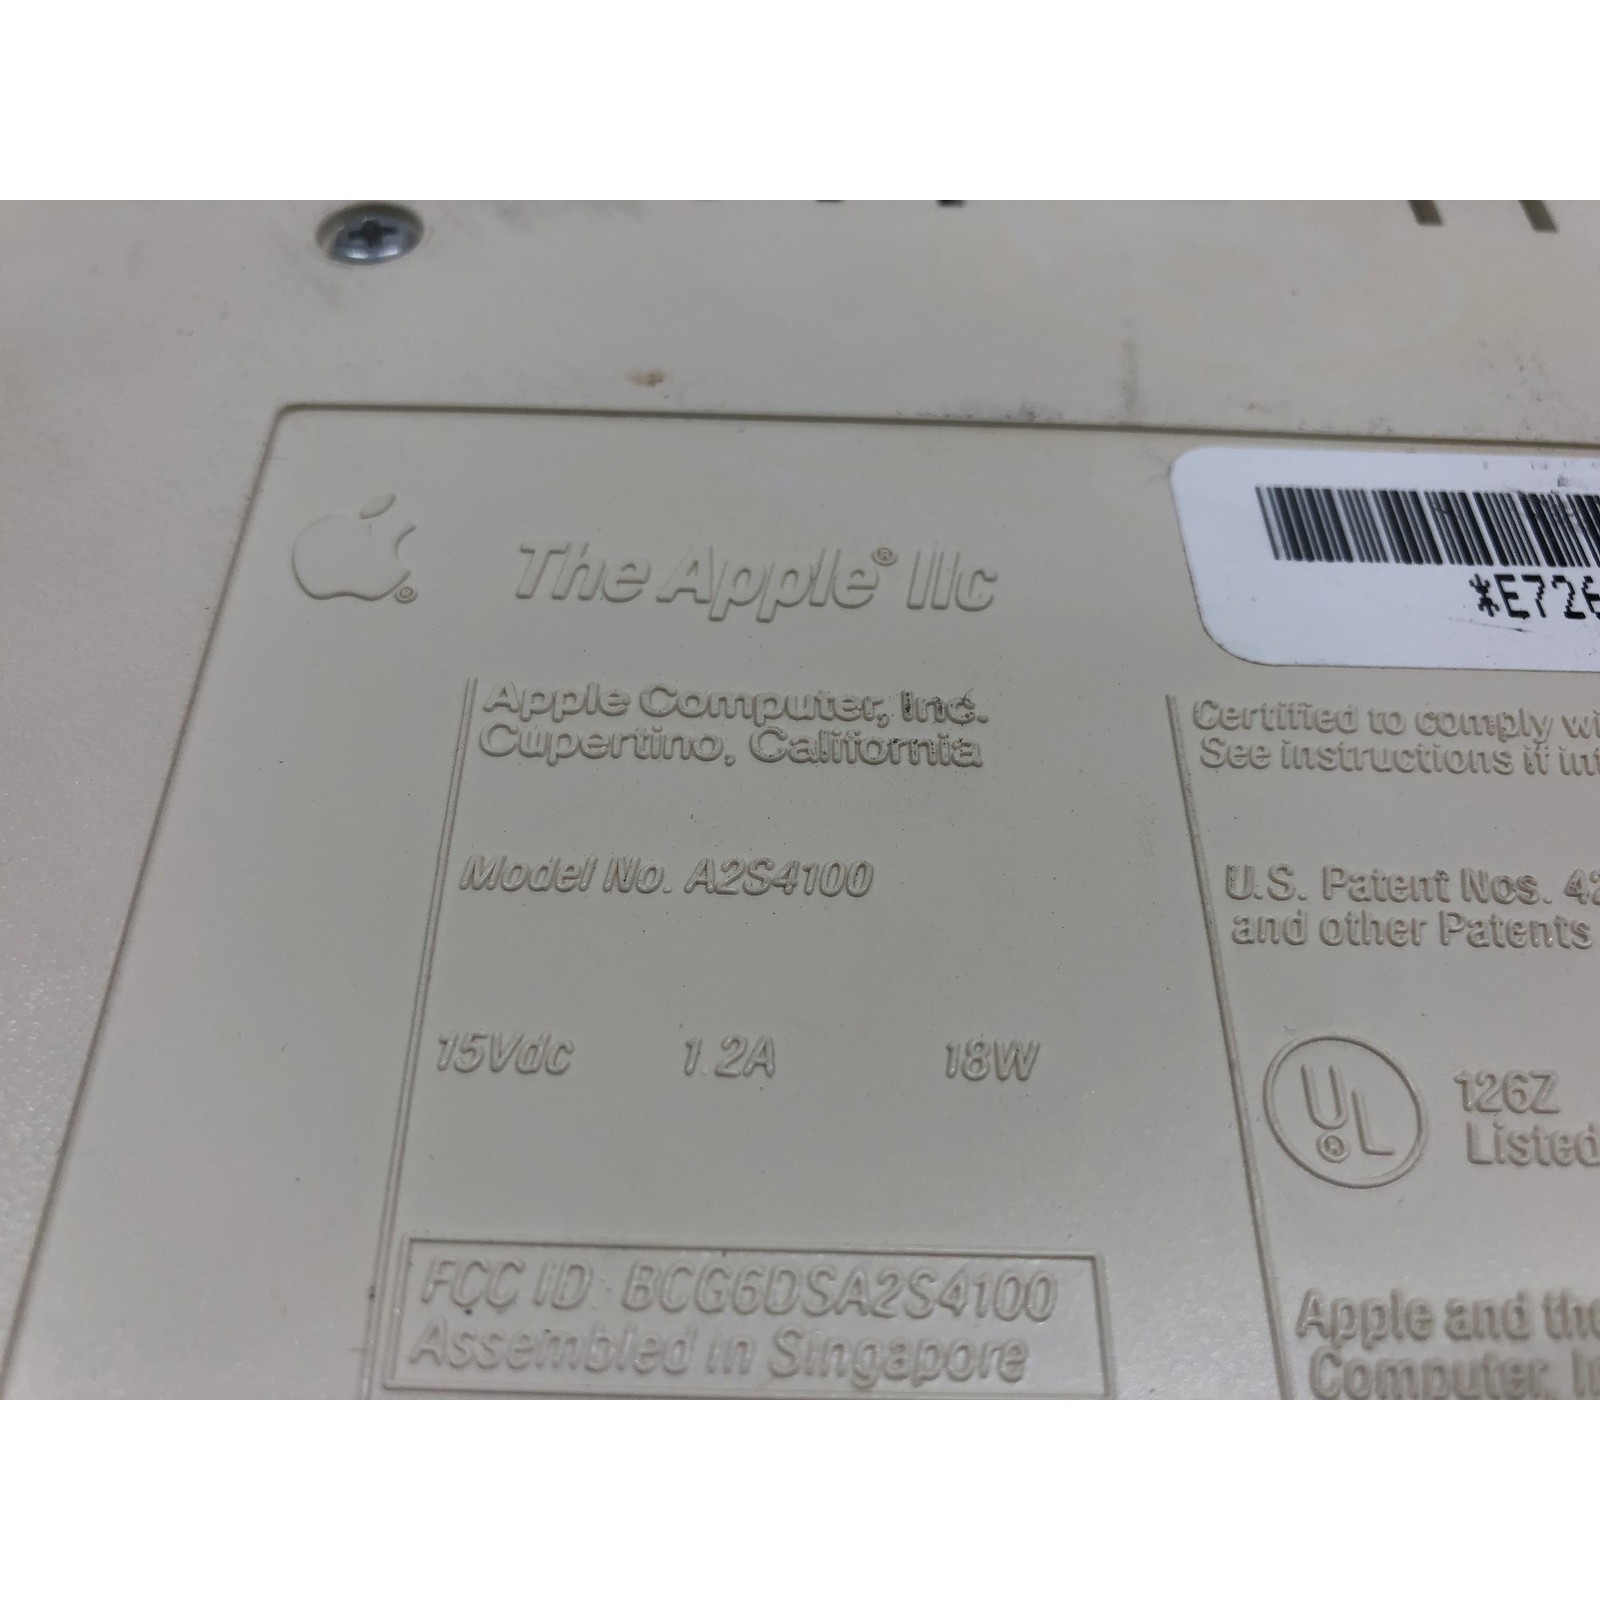 The Apple® IIc
*E726
Apple Computer, Inc.
Cupertino, California
Certified to comply
See instructions if
Model No. A2S4100
U.S. Patent Nos. 42
and other Patents
15Vdc 1.2A 18W
UL®
126Z
Listed
FCC ID BCG6DSA2S4100
Assembled in Singapore
Apple and the
Computer,